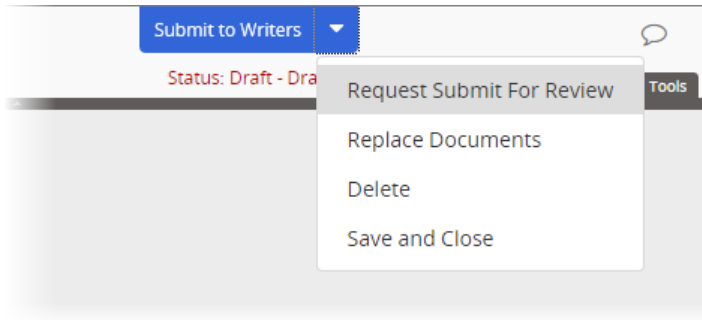 Submit to Writers
Status: Draft - Dra
Request Submit For Review
Tools
Replace Documents
Delete
Save and Close